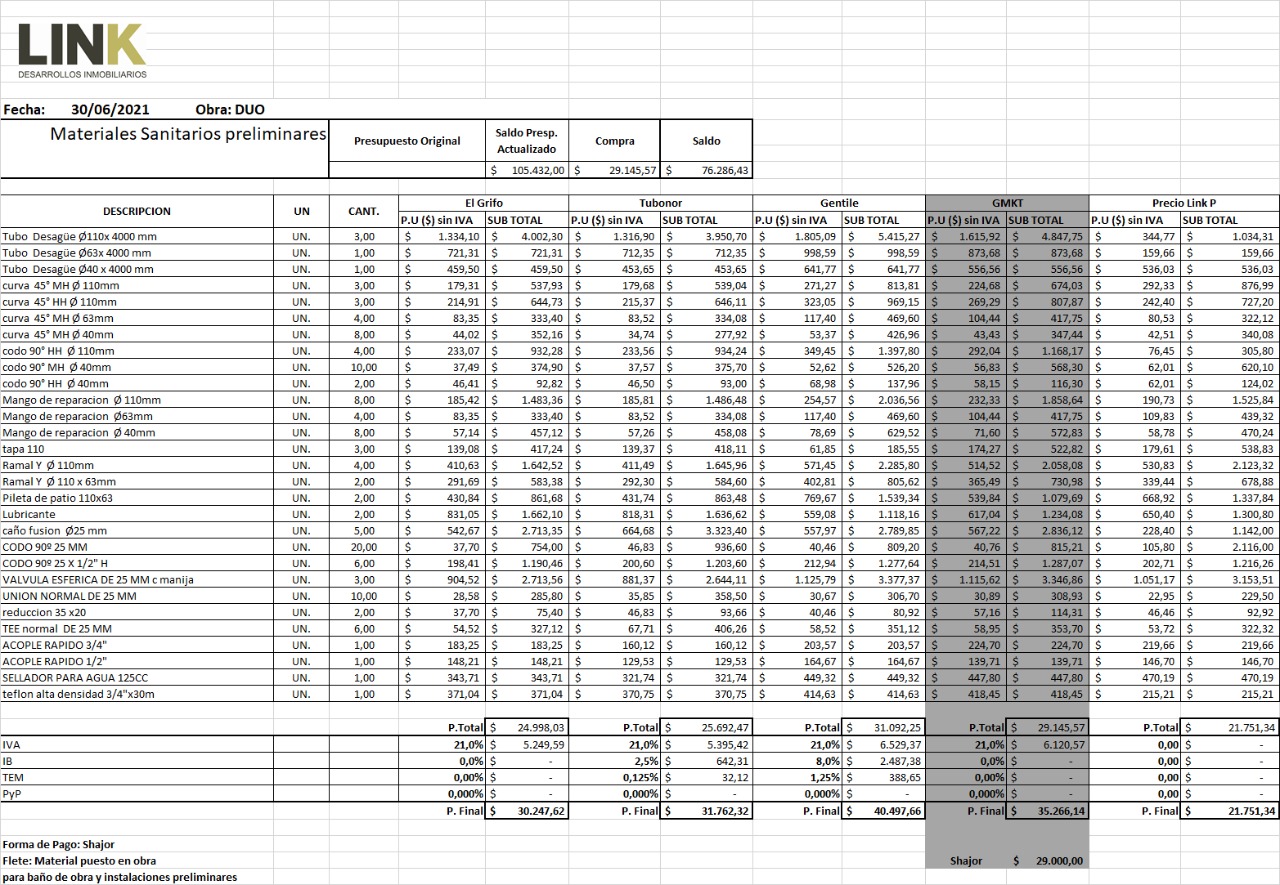 LINK
DESARROLLOS INMOBILIARIOS
Fecha: 30/06/2021 Obra: DUO
Materiales Sanitarios preliminares Presupuesto Original Saldo Presp. Actualizado Compra Saldo
$ 105.432,00 $ 29.145,57 $ 76.286,43
DESCRIPCION UN CANT. El Grifo Tubonor Gentile GMKT Precio Link P
P.U ($) sin IVA SUB TOTAL P.U ($) sin IVA SUB TOTAL P.U ($) sin IVA SUB TOTAL P.U ($) sin IVA SUB TOTAL P.U ($) sin IVA SUB TOTAL
Tubo Desagüe Ø110x 4000 mm UN. 3,00 $ 1.334,10 $ 4.002,30 $ 1.316,90 $ 3.950,70 $ 1.805,09 $ 5.415,27 $ 1.615,92 $ 4.847,75 $ 344,77 $ 1.034,31
Tubo Desagüe Ø63x 4000 mm UN. 1,00 $ 721,31 $ 721,31 $ 712,35 $ 712,35 $ 998,59 $ 998,59 $ 873,68 $ 873,68 $ 159,66 $ 159,66
Tubo Desagüe Ø40 x 4000 mm UN. 1,00 $ 459,50 $ 459,50 $ 453,65 $ 453,65 $ 641,77 $ 641,77 $ 556,56 $ 556,56 $ 536,03 $ 536,03
curva 45° MH Ø 110mm UN. 3,00 $ 179,31 $ 537,93 $ 179,68 $ 539,04 $ 271,27 $ 813,81 $ 224,68 $ 674,03 $ 292,33 $ 876,99
curva 45° HH Ø 110mm UN. 3,00 $ 214,91 $ 644,73 $ 215,37 $ 646,11 $ 323,05 $ 969,15 $ 269,29 $ 807,87 $ 242,40 $ 727,20
curva 45° MH Ø 63mm UN. 4,00 $ 83,35 $ 333,40 $ 83,52 $ 334,08 $ 117,40 $ 469,60 $ 104,44 $ 417,75 $ 80,53 $ 322,12
curva 45° MH Ø 40mm UN. 8,00 $ 44,02 $ 352,16 $ 34,74 $ 277,92 $ 53,37 $ 426,96 $ 43,43 $ 347,44 $ 42,51 $ 340,08
codo 90° HH Ø 110mm UN. 4,00 $ 233,07 $ 932,28 $ 233,56 $ 934,24 $ 349,45 $ 1.397,80 $ 292,04 $ 1.168,17 $ 76,45 $ 305,80
codo 90° MH Ø 40mm UN. 10,00 $ 37,49 $ 374,90 $ 37,57 $ 375,70 $ 52,62 $ 526,20 $ 56,83 $ 568,30 $ 62,01 $ 620,10
codo 90° HH Ø 40mm UN. 2,00 $ 46,41 $ 92,82 $ 46,50 $ 93,00 $ 68,98 $ 137,96 $ 58,15 $ 116,30 $ 62,01 $ 124,02
Mango de reparacion Ø 110mm UN. 8,00 $ 185,42 $ 1.483,36 $ 185,81 $ 1.486,48 $ 254,57 $ 2.036,56 $ 232,33 $ 1.858,64 $ 190,73 $ 1.525,84
Mango de reparacion Ø63mm UN. 4,00 $ 83,35 $ 333,40 $ 83,52 $ 334,08 $ 117,40 $ 469,60 $ 104,44 $ 417,75 $ 109,83 $ 439,32
Mango de reparacion Ø 40mm UN. 8,00 $ 57,14 $ 457,12 $ 57,26 $ 458,08 $ 78,69 $ 629,52 $ 71,60 $ 572,83 $ 58,78 $ 470,24
tapa 110 UN. 3,00 $ 139,08 $ 417,24 $ 139,37 $ 418,11 $ 61,85 $ 185,55 $ 174,27 $ 522,82 $ 179,61 $ 538,83
Ramal Y Ø 110mm UN. 4,00 $ 410,63 $ 1.642,52 $ 411,49 $ 1.645,96 $ 571,45 $ 2.285,80 $ 514,52 $ 2.058,08 $ 530,83 $ 2.123,32
Ramal Y Ø 110 x 63mm UN. 2,00 $ 291,69 $ 583,38 $ 292,30 $ 584,60 $ 402,81 $ 805,62 $ 365,49 $ 730,98 $ 339,44 $ 678,88
Pileta de patio 110x63 UN. 2,00 $ 430,84 $ 861,68 $ 431,74 $ 863,48 $ 769,67 $ 1.539,34 $ 539,84 $ 1.079,69 $ 668,92 $ 1.337,84
Lubricante UN. 2,00 $ 831,05 $ 1.662,10 $ 818,31 $ 1.636,62 $ 559,08 $ 1.118,16 $ 617,04 $ 1.234,08 $ 650,40 $ 1.300,80
caño fusion Ø25 mm UN. 5,00 $ 542,67 $ 2.713,35 $ 664,68 $ 3.323,40 $ 557,97 $ 2.789,85 $ 567,22 $ 2.836,12 $ 228,40 $ 1.142,00
CODO 90º 25 MM UN. 20,00 $ 37,70 $ 754,00 $ 46,83 $ 936,60 $ 40,46 $ 809,20 $ 40,76 $ 815,21 $ 105,80 $ 2.116,00
CODO 90º 25 X 1/2" H UN. 6,00 $ 198,41 $ 1.190,46 $ 200,60 $ 1.203,60 $ 212,94 $ 1.277,64 $ 214,51 $ 1.287,07 $ 202,71 $ 1.216,26
VALVULA ESFERICA DE 25 MM c manija UN. 3,00 $ 904,52 $ 2.713,56 $ 881,37 $ 2.644,11 $ 1.125,79 $ 3.377,37 $ 1.115,62 $ 3.346,86 $ 1.051,17 $ 3.153,51
UNION NORMAL DE 25 MM UN. 10,00 $ 28,58 $ 285,80 $ 35,85 $ 358,50 $ 30,67 $ 306,70 $ 30,89 $ 308,93 $ 22,95 $ 229,50
reduccion 35 x20 UN. 2,00 $ 37,70 $ 75,40 $ 46,83 $ 93,66 $ 40,46 $ 80,92 $ 57,16 $ 114,31 $ 46,46 $ 92,92
TEE normal DE 25 MM UN. 6,00 $ 54,52 $ 327,12 $ 67,71 $ 406,26 $ 58,52 $ 351,12 $ 58,95 $ 353,70 $ 53,72 $ 322,32
ACOPLE RAPIDO 3/4" UN. 1,00 $ 183,25 $ 183,25 $ 160,12 $ 160,12 $ 203,57 $ 203,57 $ 224,70 $ 224,70 $ 219,66 $ 219,66
ACOPLE RAPIDO 1/2" UN. 1,00 $ 148,21 $ 148,21 $ 129,53 $ 129,53 $ 164,67 $ 164,67 $ 139,71 $ 139,71 $ 146,70 $ 146,70
SELLADOR PARA AGUA 125CC UN. 1,00 $ 343,71 $ 343,71 $ 321,74 $ 321,74 $ 449,32 $ 449,32 $ 447,80 $ 447,80 $ 470,19 $ 470,19
teflon alta densidad 3/4"x30m UN. 1,00 $ 371,04 $ 371,04 $ 370,75 $ 370,75 $ 414,63 $ 414,63 $ 418,45 $ 418,45 $ 215,21 $ 215,21
P.Total $ 24.998,03 P.Total $ 25.692,47 P.Total $ 31.092,25 P.Total $ 29.145,57 P.Total $ 21.751,34
IVA 21,0% $ 5.249,59 21,0% $ 5.395,42 21,0% $ 6.529,37 21,0% $ 6.120,57 0,00 $ -
IB 0,0% $ - 2,5% $ 642,31 8,0% $ 2.487,38 0,0% $ - 0,00 $ -
TEM 0,00% $ - 0,125% $ 32,12 1,25% $ 388,65 0,00% $ - 0,00 $ -
PyP 0,000% $ - 0,000% $ - 0,000% $ - 0,000% $ - 0,00 $ -
P. Final $ 30.247,62 P. Final $ 31.762,32 P. Final $ 40.497,66 P. Final $ 35.266,14 P. Final $ 21.751,34
Forma de Pago: Shajor
Flete: Material puesto en obra Shajor $ 29.000,00
para baño de obra y instalaciones preliminares